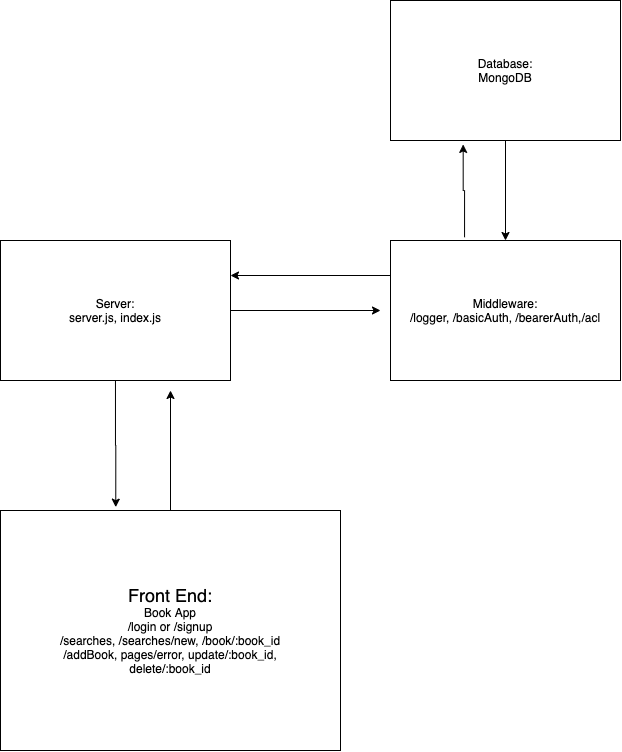 Database:
MongoDB
Server:
server.js, index.js
Middleware:
/logger, /basicAuth, /bearerAuth,/acl
Front End:
Book App
/login or /signup
/searches, /searches/new, /book/:book_id
/addBook, pages/error, update/:book_id,
delete/:book_id